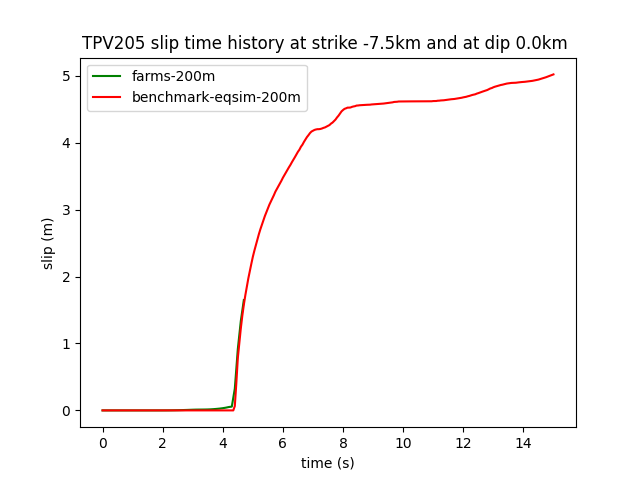 TPV205 slip time history at strike -7.5km and at dip 0.0km
farms-200m
benchmark-eqsim-200m
5
4
3
2
1
0
slip (m)
0 2 4 6 8 10 12 14
time (s)